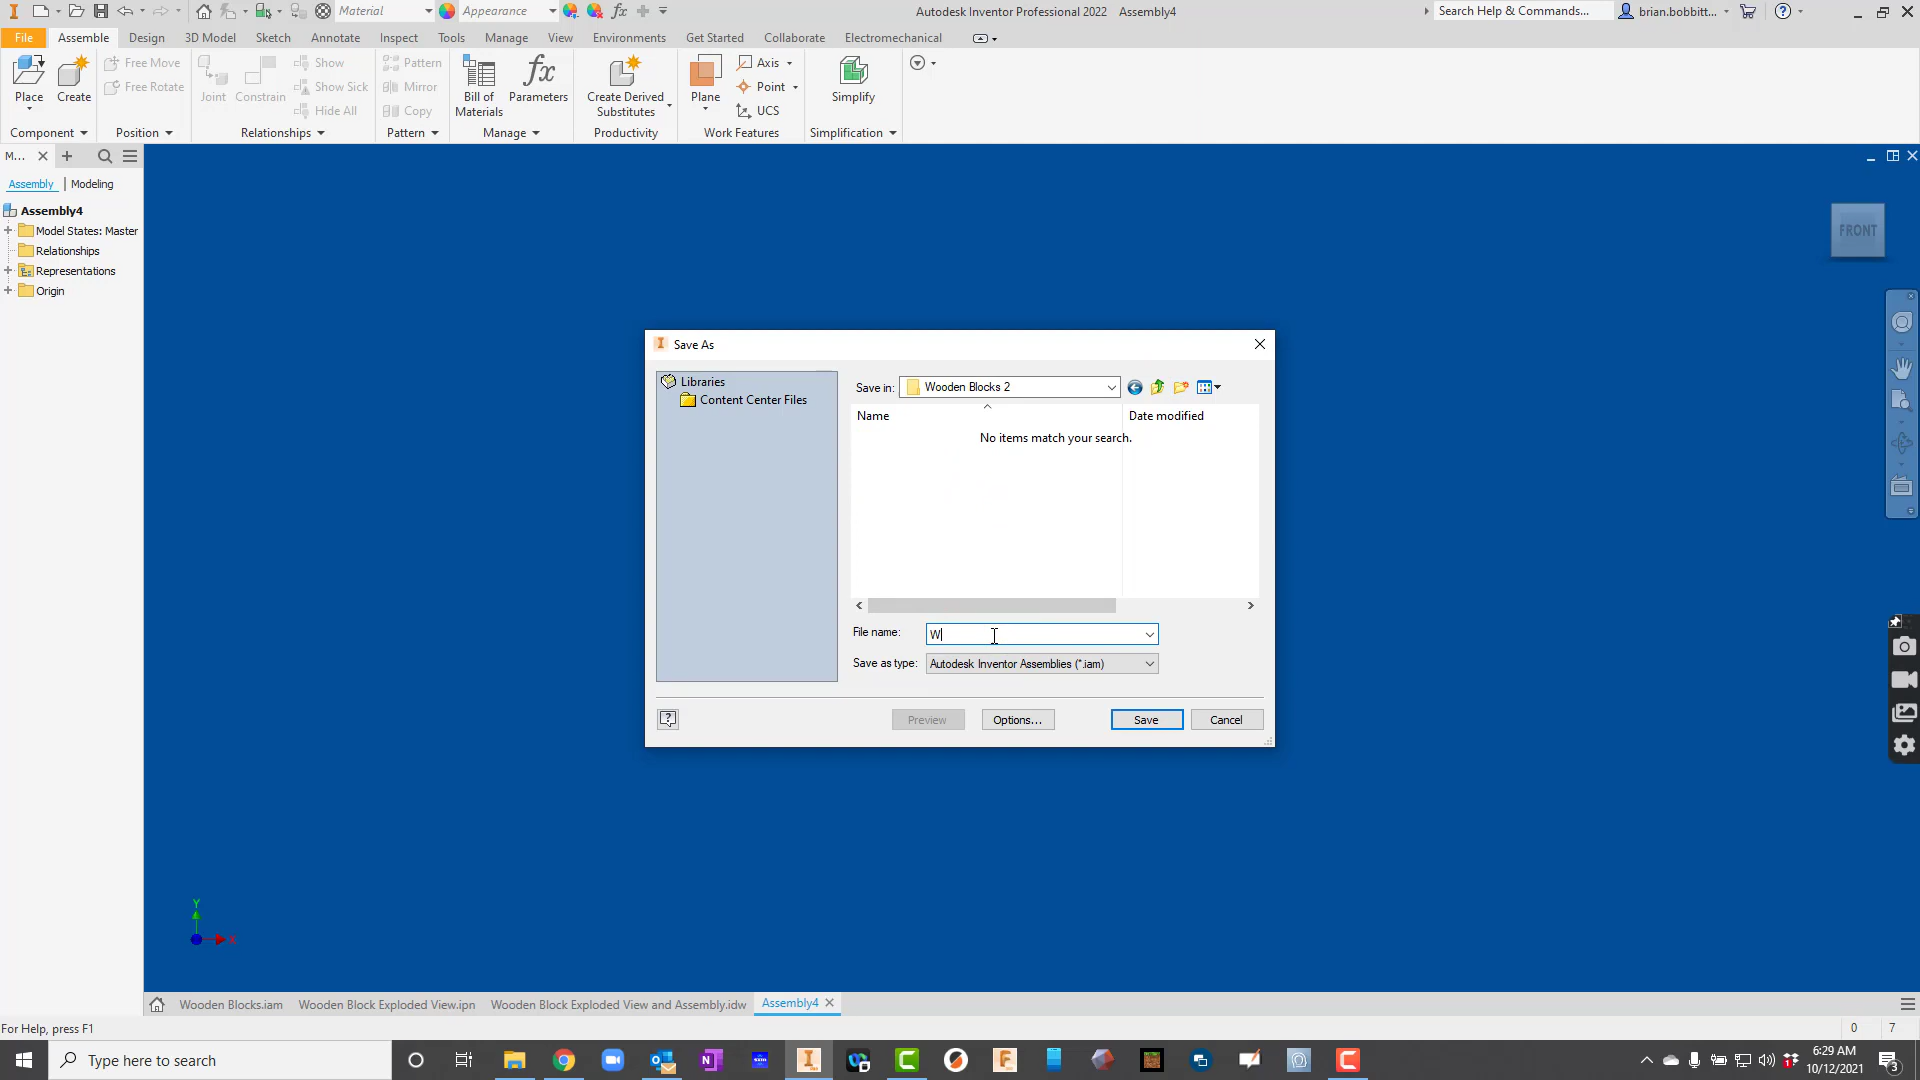 Material
Appearance
fx
Autodesk Inventor Professional 2022 Assembly4
Search Help & Commands...
brian.bobbitt...
File Assemble Design 3D Model Sketch Annotate Inspect Tools Manage View Environments Get Started Collaborate Electromechanical
Place
Create
Free Move
Free Rotate
Joint
Constrain
Show
Show Sick
Hide All
Pattern
Mirror
Copy
Bill of
Materials
fx
Parameters
Create Derived
Substitutes
Plane
Axis
Point
UCS
Simplify
Component Position Relationships Pattern Manage Productivity Work Features Simplification
M...
Assembly | Modeling
Assembly4
Model States: Master
Relationships
Representations
Origin
FRONT
Save As
Libraries
Content Center Files
Save in: Wooden Blocks 2
Name Date modified
No items match your search.
File name: W
Save as type: Autodesk Inventor Assemblies (*.iam)
Preview Options... Save Cancel
Y
X
Wooden Blocks.iam Wooden Block Exploded View.ipn Wooden Block Exploded View and Assembly.idw Assembly4
For Help, press F1
0 7
Type here to search
6:29 AM
10/12/2021
3